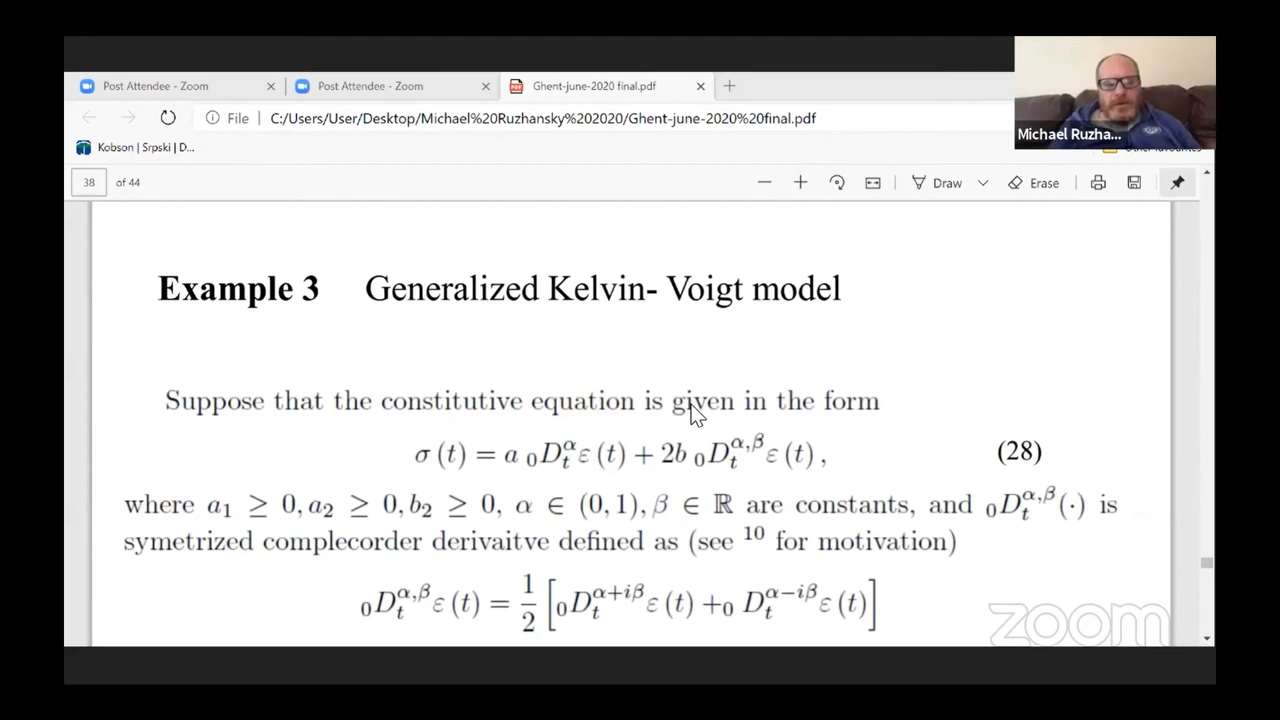 Post Attendee - Zoom
Post Attendee - Zoom
Ghent-june-2020 final.pdf
File C:/Users/User/Desktop/Michael%20Ruzhansky%202020/Ghent-june-2020%20final.pdf
Michael Ruzha...
Kobson | Srpski | D...
Other favourites
38 of 44
Draw
Erase
Example 3 Generalized Kelvin- Voigt model
Suppose that the constitutive equation is given in the form
σ (t) = a ₀D_t^α ε (t) + 2b ₀D_t^{α,β} ε (t) , (28)
where a₁ ≥ 0, a₂ ≥ 0, b₂ ≥ 0, α ∈ (0, 1), β ∈ ℝ are constants, and ₀D_t^{α,β}(·) is
symetrized complecorder derivaitve defined as (see ¹⁰ for motivation)
₀D_t^{α,β} ε (t) = 1/2 [₀D_t^{α+iβ} ε (t) +₀ D_t^{α−iβ} ε (t)]
zoom